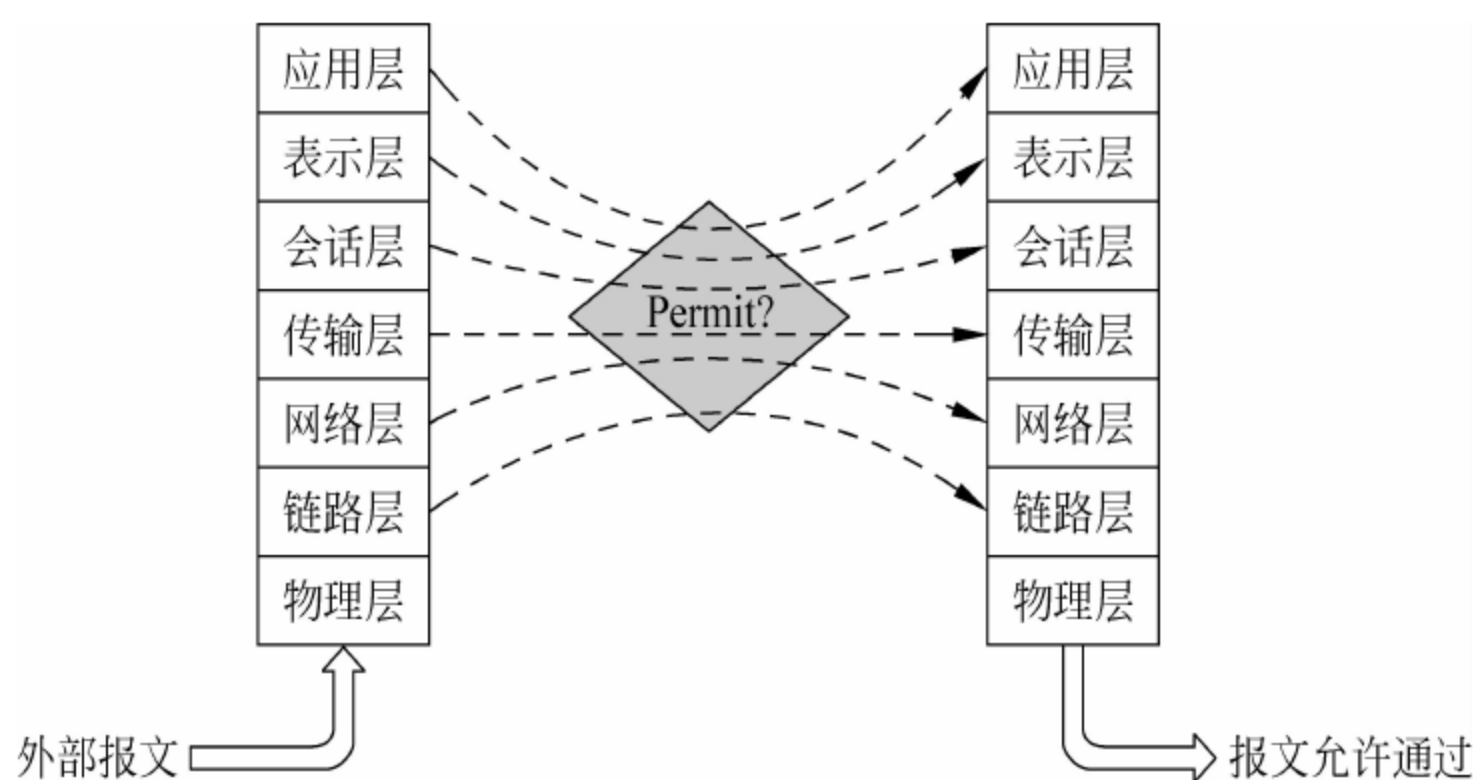 应用层
表示层
会话层
传输层
网络层
链路层
物理层
外部报文
Permit?
应用层
表示层
会话层
传输层
网络层
链路层
物理层
报文允许通过